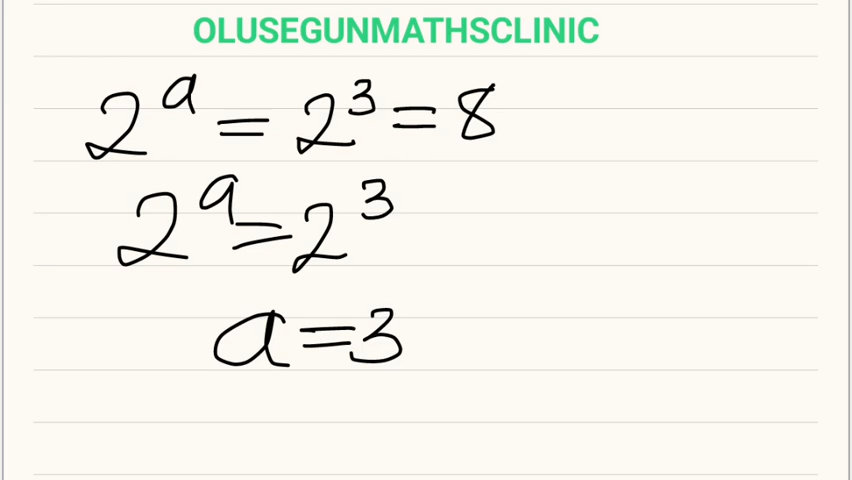 OLUSEGUNMATHSCLINIC
2^a = 2^3 = 8
2^a = 2^3
a = 3